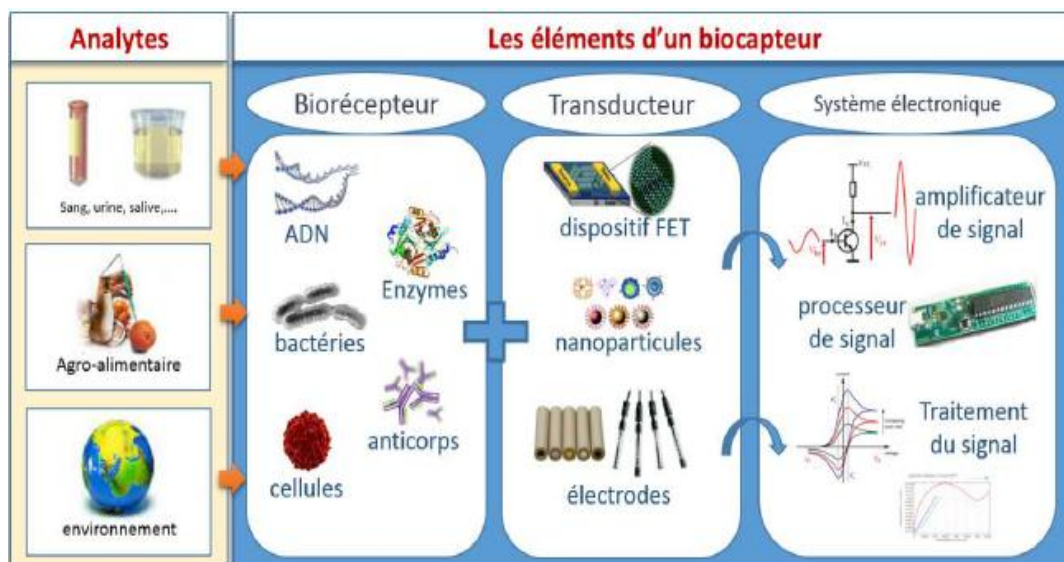 Analytes
Les éléments d'un biocapteur
Sang, urine, salive,....
Agro-alimentaire
environnement
Biorécepteur
ADN
Enzymes
bactéries
anticorps
cellules
Transducteur
dispositif FET
nanoparticules
électrodes
Système électronique
amplificateur
de signal
processeur
de signal
Traitement
du signal